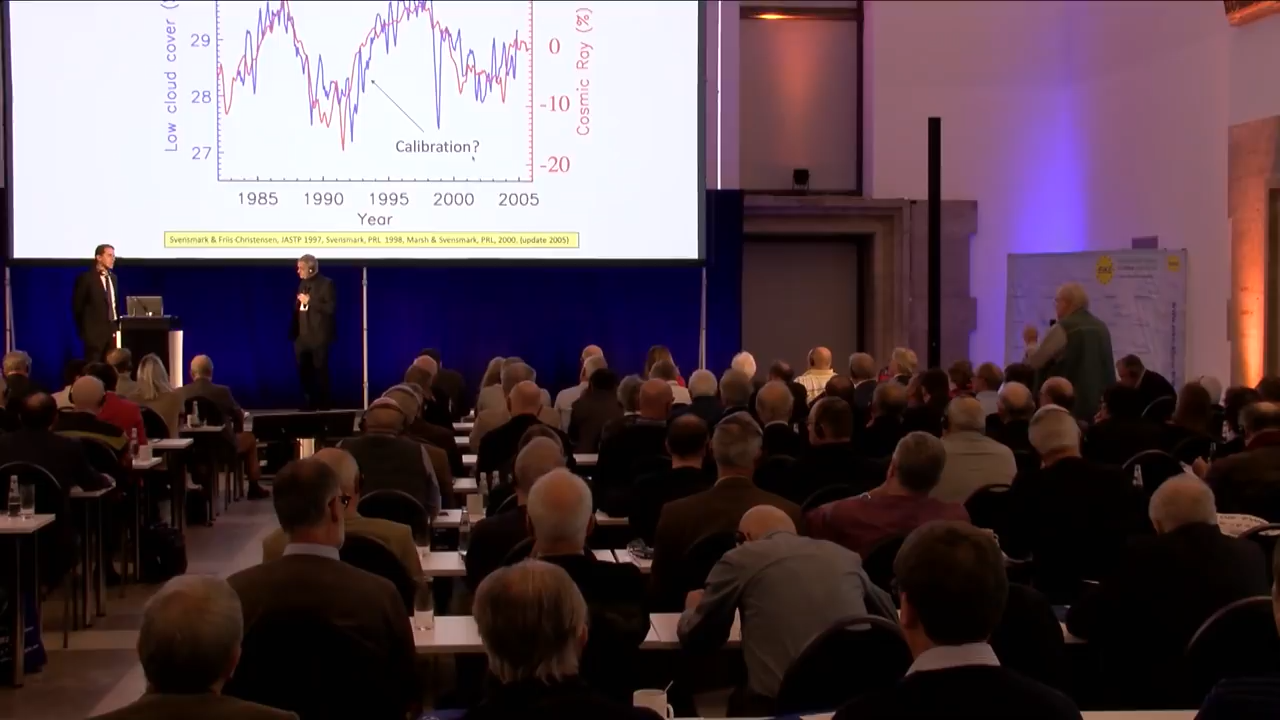 Low cloud cover (
29
28
27
0
-10
-20
Cosmic Ray (%)
Calibration?
1985 1990 1995 2000 2005
Year
Svensmark & Friis-Christensen, JASTP 1997, Svensmark, PRL 1998, Marsh & Svensmark, PRL, 2000. (update 2005)